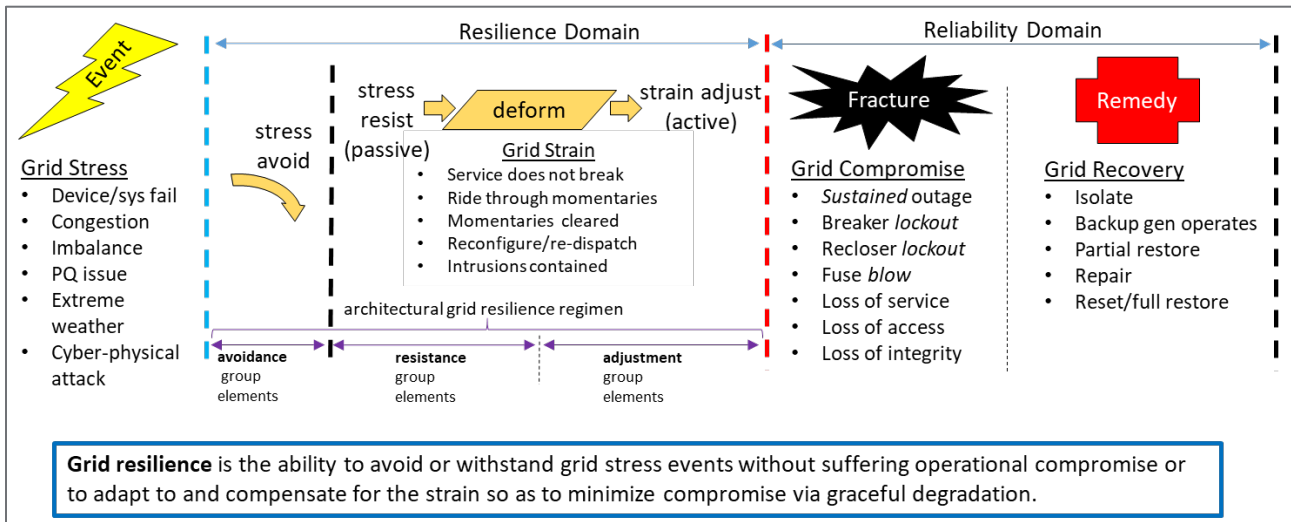 Event
Grid Stress
• Device/sys fail
• Congestion
• Imbalance
• PQ issue
• Extreme
weather
• Cyber-physical
attack
Resilience Domain
stress
avoid
stress
resist
(passive)
deform
strain adjust
(active)
Grid Strain
• Service does not break
• Ride through momentaries
• Momentaries cleared
• Reconfigure/re-dispatch
• Intrusions contained
architectural grid resilience regimen
avoidance
group
elements
resistance
group
elements
adjustment
group
elements
Reliability Domain
Fracture
Grid Compromise
• Sustained outage
• Breaker lockout
• Recloser lockout
• Fuse blow
• Loss of service
• Loss of access
• Loss of integrity
Remedy
Grid Recovery
• Isolate
• Backup gen operates
• Partial restore
• Repair
• Reset/full restore
Grid resilience is the ability to avoid or withstand grid stress events without suffering operational compromise or
to adapt to and compensate for the strain so as to minimize compromise via graceful degradation.